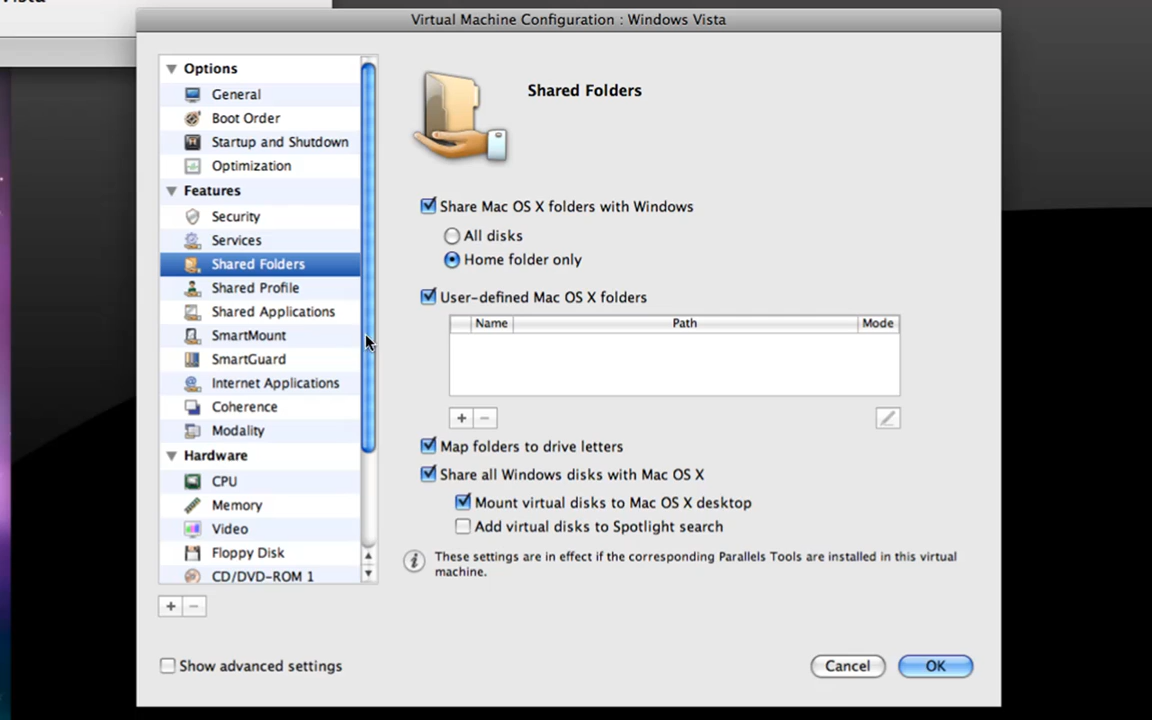 Vista
Virtual Machine Configuration : Windows Vista
Options
General
Boot Order
Startup and Shutdown
Optimization
Features
Security
Services
Shared Folders
Shared Profile
Shared Applications
SmartMount
SmartGuard
Internet Applications
Coherence
Modality
Hardware
CPU
Memory
Video
Floppy Disk
CD/DVD-ROM 1
Show advanced settings
Shared Folders
Share Mac OS X folders with Windows
All disks
Home folder only
User-defined Mac OS X folders
Name Path Mode
Map folders to drive letters
Share all Windows disks with Mac OS X
Mount virtual disks to Mac OS X desktop
Add virtual disks to Spotlight search
These settings are in effect if the corresponding Parallels Tools are installed in this virtual
machine.
Cancel OK